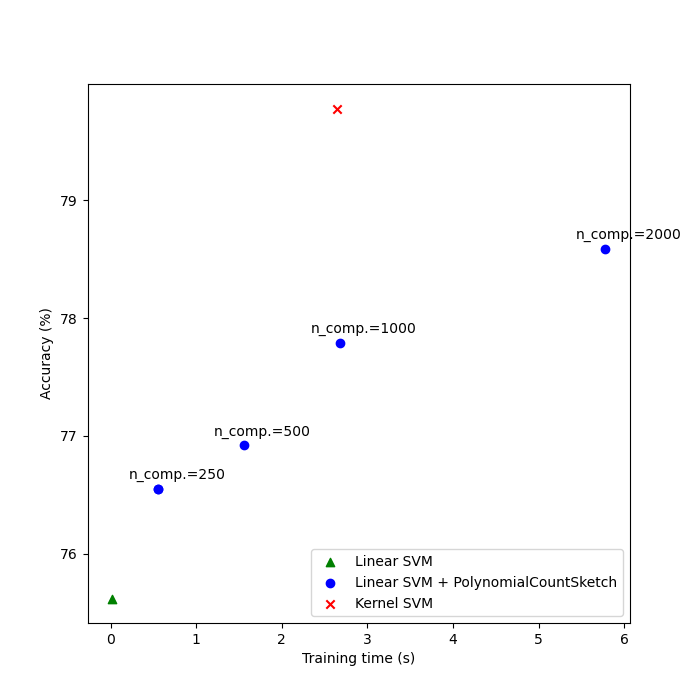 79
78
77
76
Accuracy (%)
n_comp.=2000
n_comp.=1000
n_comp.=500
n_comp.=250
Linear SVM
Linear SVM + PolynomialCountSketch
Kernel SVM
0 1 2 3 4 5 6
Training time (s)